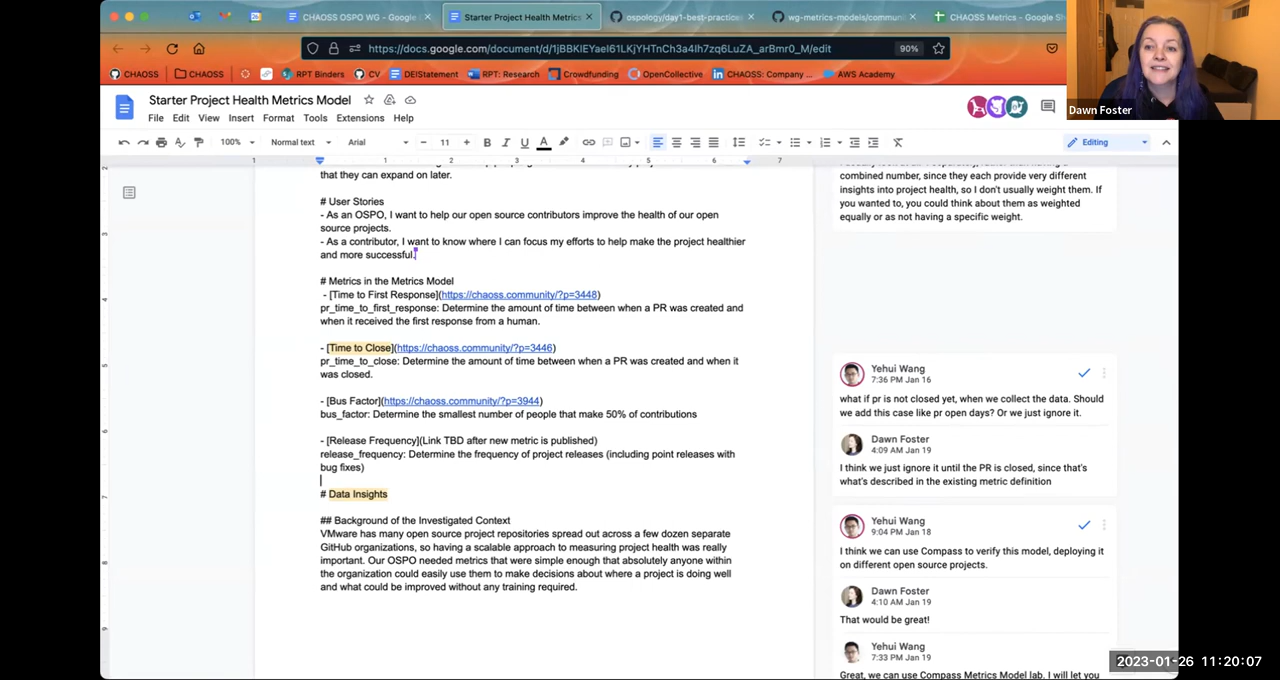 CHAOSS OSPO WG - Google
Starter Project Health Metrics
ospology/day1-best-practice
wg-metrics-models/commun
CHAOSS Metrics - Google Sh
90%
CHAOSS
CHAOSS
RPT Binders
CV
DEIStatement
RPT: Research
Crowdfunding
OpenCollective
CHAOSS: Company ...
AWS Academy
Dawn Foster
Starter Project Health Metrics Model
File Edit View Insert Format Tools Extensions Help
100% Normal text Arial 11 B I U A Editing
1 1 2 3 4 5 6 7
that they can expand on later.
# User Stories
- As an OSPO, I want to help our open source contributors improve the health of our open
source projects.
- As a contributor, I want to know where I can focus my efforts to help make the project healthier
and more successful.
# Metrics in the Metrics Model
- [Time to First Response](https://chaoss.community/?p=3448)
pr_time_to_first_response: Determine the amount of time between when a PR was created and
when it received the first response from a human.
- [Time to Close](https://chaoss.community/?p=3446)
pr_time_to_close: Determine the amount of time between when a PR was created and when it
was closed.
- [Bus Factor](https://chaoss.community/?p=3944)
bus_factor: Determine the smallest number of people that make 50% of contributions
- [Release Frequency](Link TBD after new metric is published)
release_frequency: Determine the frequency of project releases (including point releases with
bug fixes)
# Data Insights
## Background of the Investigated Context
VMware has many open source project repositories spread out across a few dozen separate
GitHub organizations, so having a scalable approach to measuring project health was really
important. Our OSPO needed metrics that were simple enough that absolutely anyone within
the organization could easily use them to make decisions about where a project is doing well
and what could be improved without any training required.
combined number, since they each provide very different
insights into project health, so I don't usually weight them. If
you wanted to, you could think about them as weighted
equally or as not having a specific weight.
Yehui Wang
7:36 PM Jan 16
what if pr is not closed yet, when we collect the data. Should
we add this case like pr open days? Or we just ignore it.
Dawn Foster
4:09 AM Jan 19
I think we just ignore it until the PR is closed, since that's
what's described in the existing metric definition
Yehui Wang
9:04 PM Jan 18
I think we can use Compass to verify this model, deploying it
on different open source projects.
Dawn Foster
4:10 AM Jan 19
That would be great!
Yehui Wang
7:33 PM Jan 19
Great, we can use Compass Metrics Model lab. I will let you
2023-01-26 11:20:07